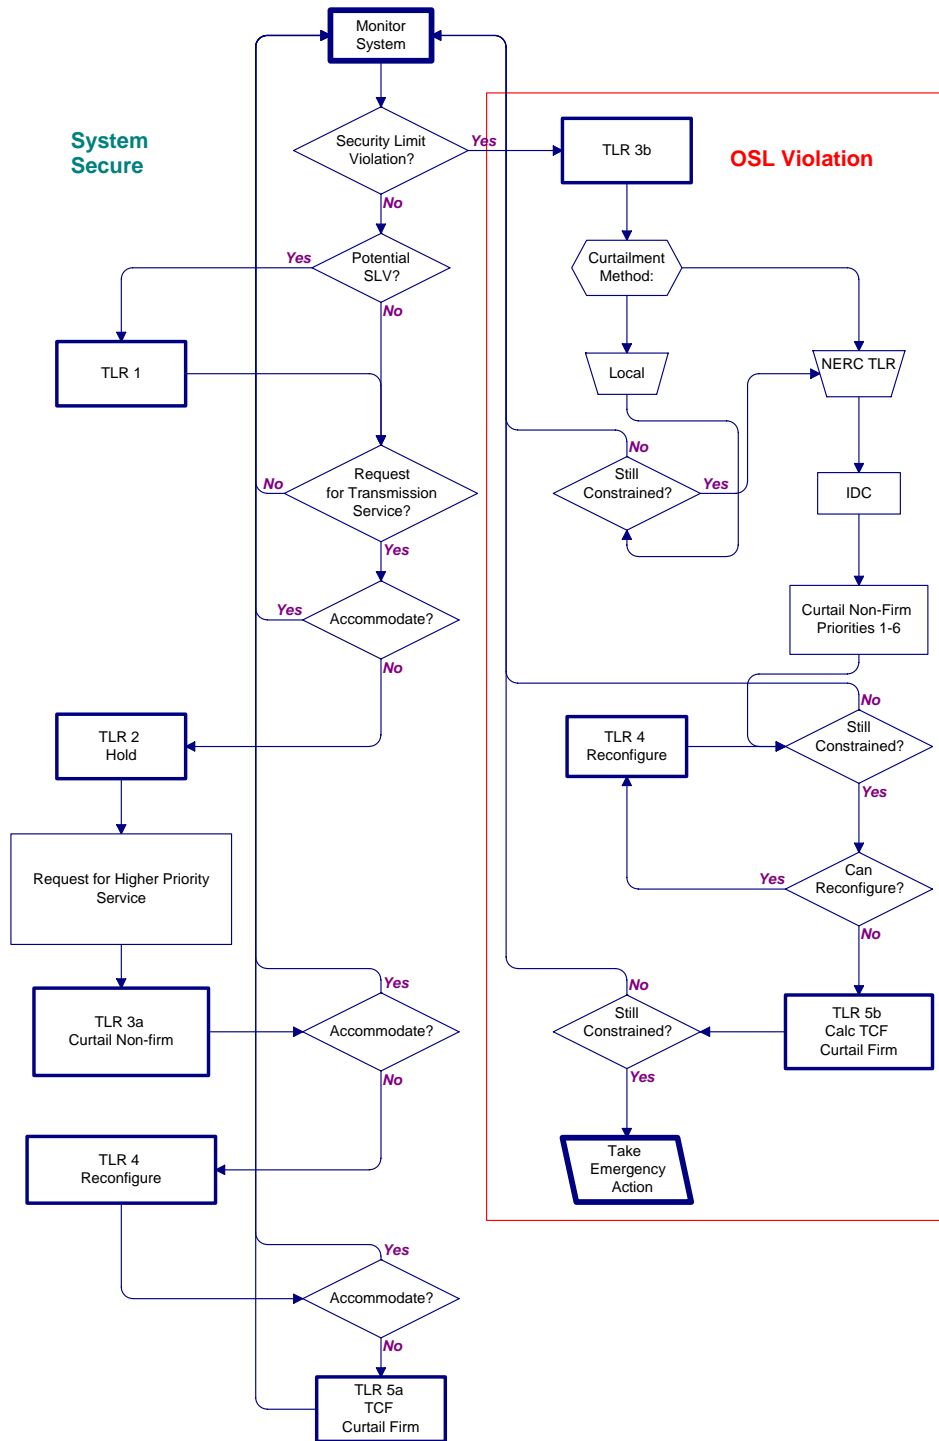 Monitor
System
System
Secure
Security Limit
Violation?
Yes
TLR 3b
OSL Violation
No
Yes
Potential
SLV?
Curtailment
Method:
No
TLR 1
Local
NERC TLR
No
Request
for Transmission
Service?
No
Still
Constrained?
Yes
IDC
Yes
Yes
Accommodate?
Curtail Non-Firm
Priorities 1-6
No
No
TLR 2
Hold
TLR 4
Reconfigure
Still
Constrained?
Yes
Request for Higher Priority
Service
Yes
Can
Reconfigure?
No
Yes
No
TLR 3a
Curtail Non-firm
Accommodate?
Still
Constrained?
TLR 5b
Calc TCF
Curtail Firm
No
Yes
TLR 4
Reconfigure
Take
Emergency
Action
Yes
Accommodate?
No
TLR 5a
TCF
Curtail Firm